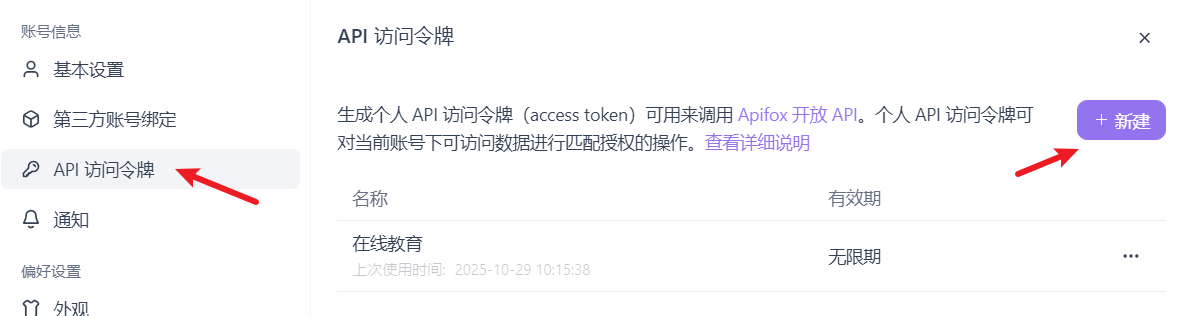 账号信息
基本设置
第三方账号绑定
API 访问令牌
通知
偏好设置
外观
API 访问令牌
生成个人 API 访问令牌（access token）可用来调用 Apifox 开放 API。个人 API 访问令牌可
对当前账号下可访问数据进行匹配授权的操作。查看详细说明
+ 新建
名称 有效期
在线教育
上次使用时间: 2025-10-29 10:15:38
无限期